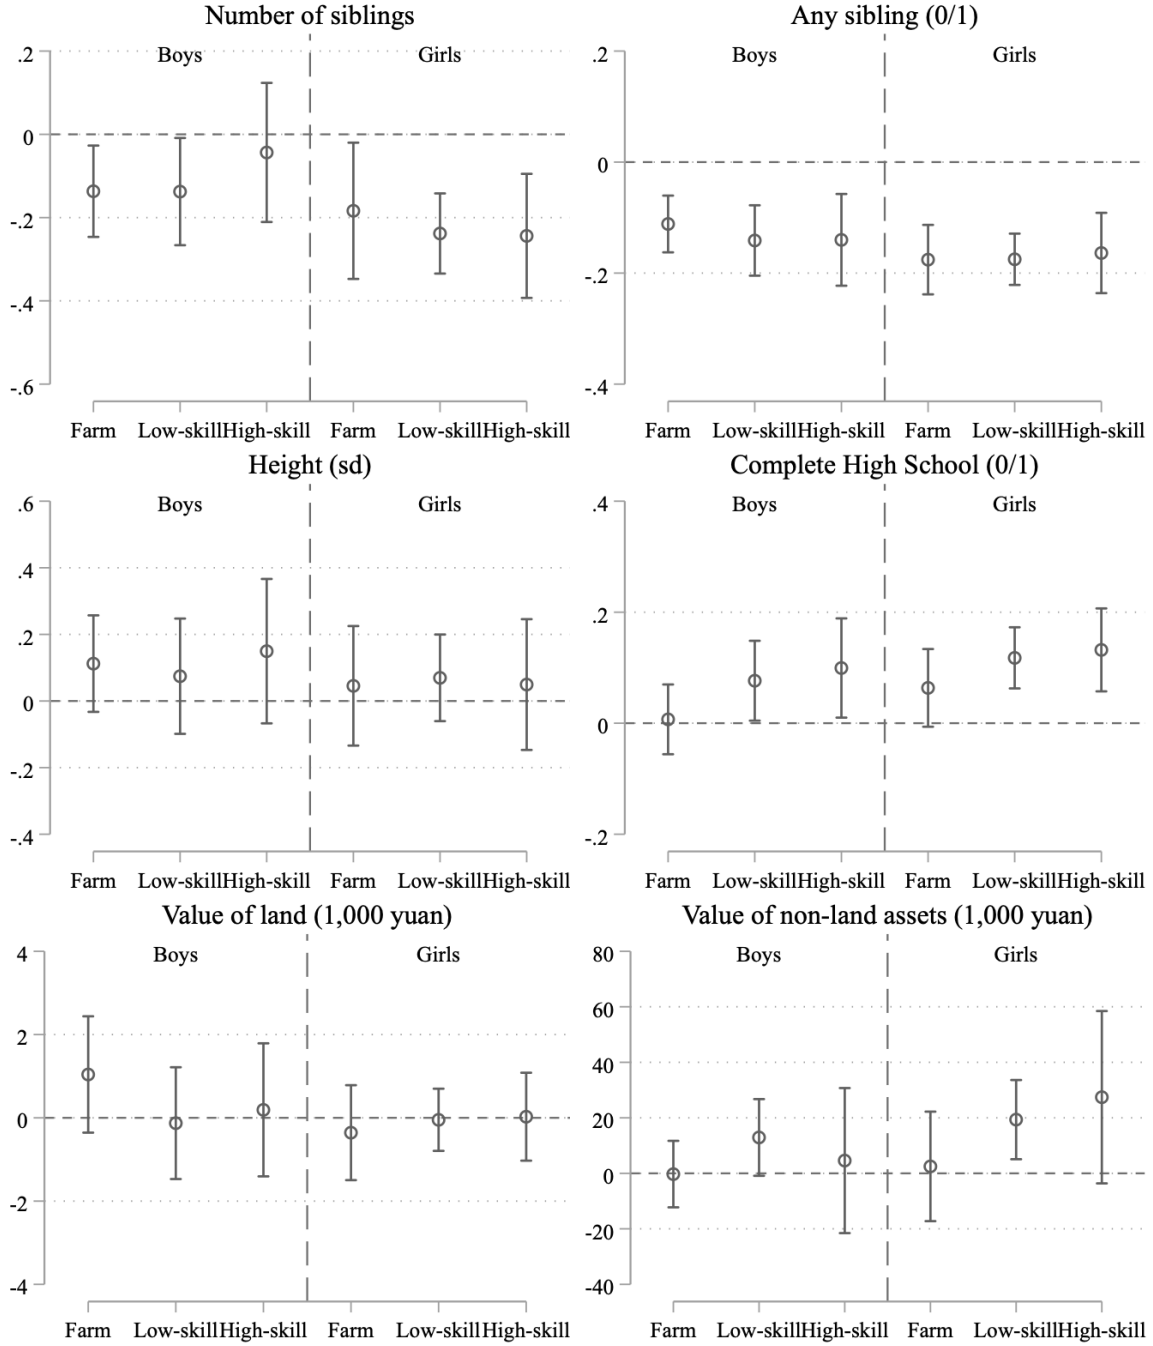 Number of siblings
Boys
Girls
.2
0
-.2
-.4
-.6
Farm Low-skill High-skill Farm Low-skill High-skill
Any sibling (0/1)
Boys
Girls
.2
0
-.2
-.4
Farm Low-skill High-skill Farm Low-skill High-skill
Height (sd)
Boys
Girls
.6
.4
.2
0
-.2
-.4
Farm Low-skill High-skill Farm Low-skill High-skill
Complete High School (0/1)
Boys
Girls
.4
.2
0
-.2
Farm Low-skill High-skill Farm Low-skill High-skill
Value of land (1,000 yuan)
Boys
Girls
4
2
0
-2
-4
Farm Low-skill High-skill Farm Low-skill High-skill
Value of non-land assets (1,000 yuan)
Boys
Girls
80
60
40
20
0
-20
-40
Farm Low-skill High-skill Farm Low-skill High-skill